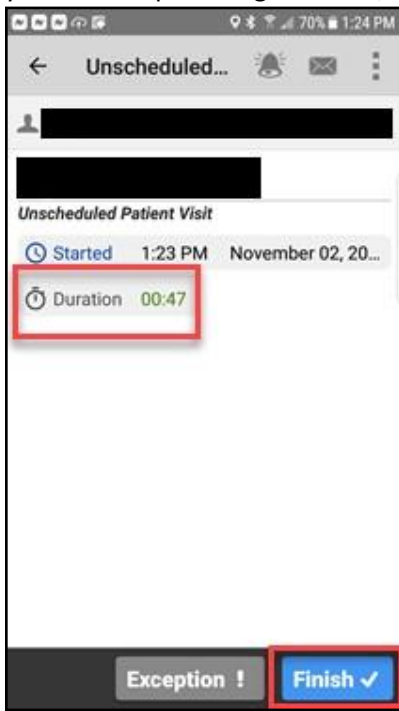 70% 1:24 PM
Unscheduled...
Unscheduled Patient Visit
Started 1:23 PM November 02, 20...
Duration 00:47
Exception !
Finish ✓